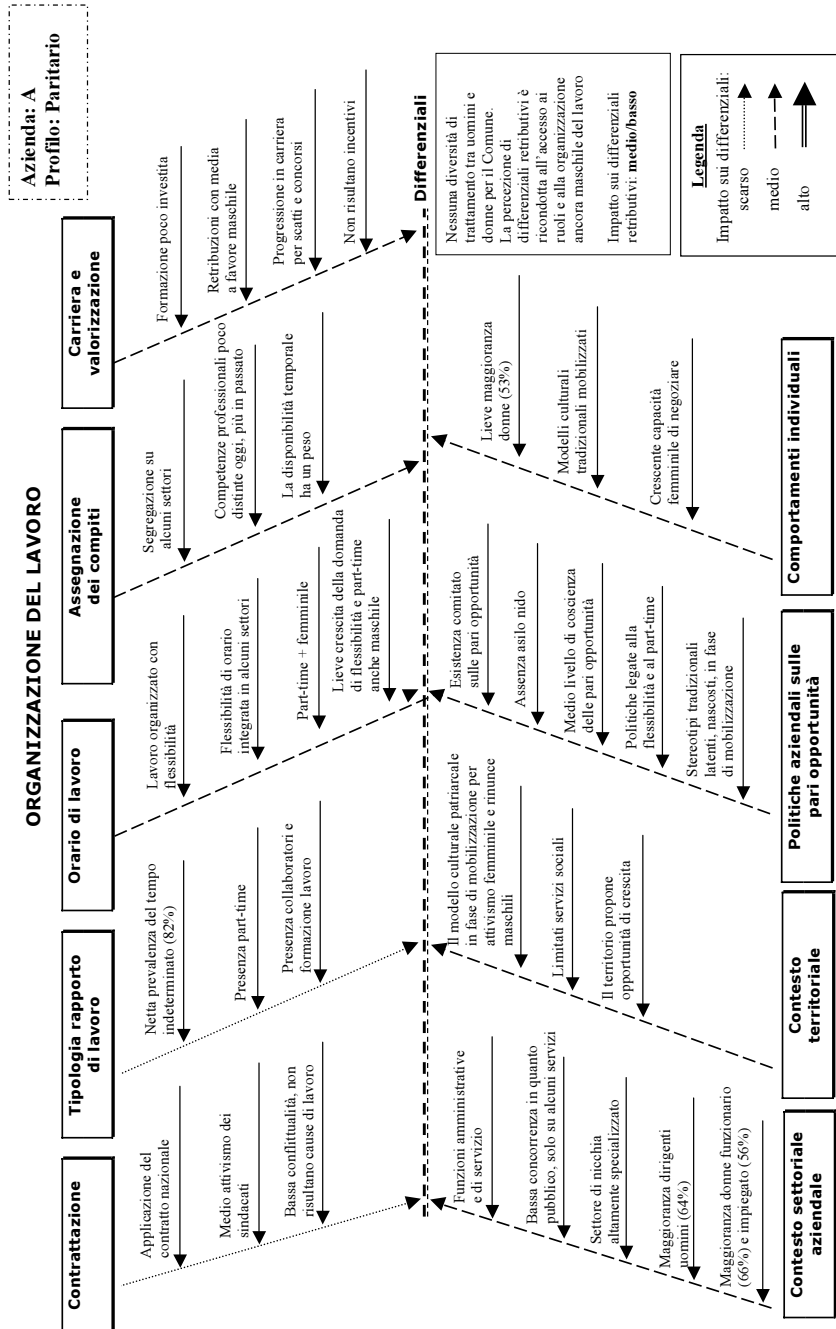 Azienda: A
Profilo: Paritario
ORGANIZZAZIONE DEL LAVORO
Contrattazione
Applicazione del
contratto nazionale
Medio attivismo dei
sindacati
Bassa conflittualità, non
risultano cause di lavoro
Tipologia rapporto
di lavoro
Netta prevalenza del tempo
indeterminato (82%)
Presenza part-time
Presenza collaboratori e
formazione lavoro
Orario di lavoro
Lavoro organizzato con
flessibilità
Flessibilità di orario
integrata in alcuni settori
Part-time + femminile
Lieve crescita della domanda
di flessibilità e part-time
anche maschile
Assegnazione
dei compiti
Segregazione su
alcuni settori
Competenze professionali poco
distinte oggi, più in passato
La disponibilità temporale
ha un peso
Carriera e
valorizzazione
Formazione poco investita
Retribuzioni con media
a favore maschile
Progressione in carriera
per scatti e concorsi
Non risultano incentivi
Differenziali
Funzioni amministrative
e di servizio
Bassa concorrenza in quanto
pubblico, solo su alcuni servizi
Settore di nicchia
altamente specializzato
Maggioranza dirigenti
uomini (64%)
Maggioranza donne funzionario
(66%) e impiegato (56%)
Contesto settoriale
aziendale
Il modello culturale patriarcale
in fase di mobilizzazione per
attivismo femminile e rinunce
maschili
Limitati servizi sociali
Il territorio propone
opportunità di crescita
Contesto
territoriale
Esistenza comitato
sulle pari opportunità
Assenza asilo nido
Medio livello di coscienza
delle pari opportunità
Politiche legate alla
flessibilità e al part-time
Stereotipi tradizionali
latenti, nascosti, in fase
di mobilizzazione
Politiche aziendali sulle
pari opportunità
Lieve maggioranza
donne (53%)
Modelli culturali
tradizionali mobilizzati
Crescente capacità
femminile di negoziare
Comportamenti individuali
Nessuna diversità di
trattamento tra uomini e
donne per il Comune.
La percezione di
differenziali retributivi è
ricondotta all'accesso ai
ruoli e alla organizzazione
ancora maschile del lavoro
Impatto sui differenziali
retributivi: medio/basso
Legenda
Impatto sui differenziali:
scarso
medio
alto